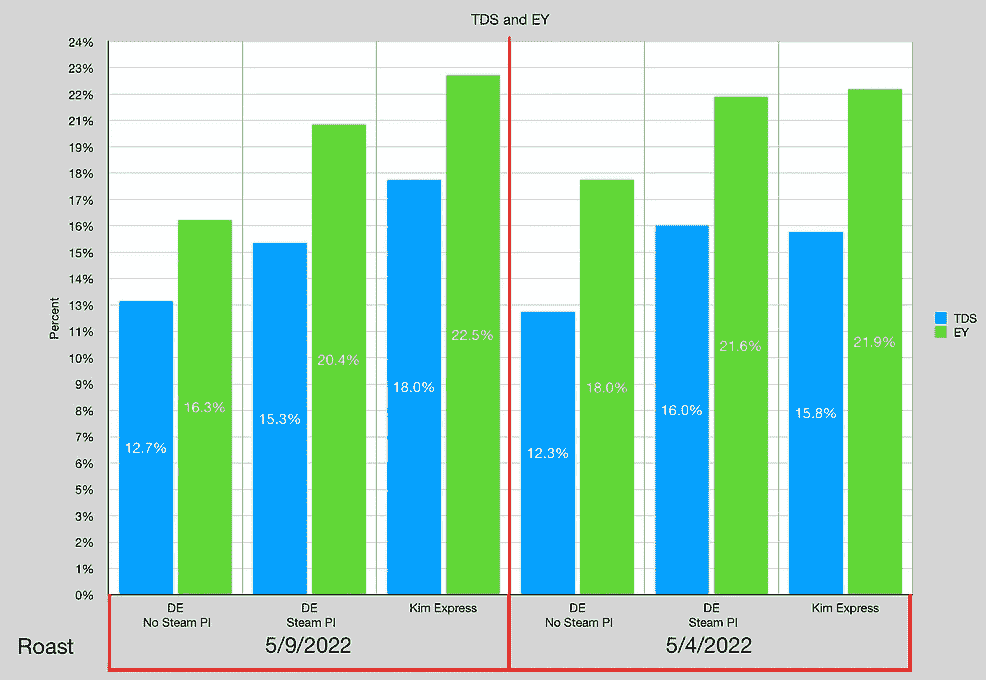 TDS and EY
24%
23%
22%
21%
19%
18%
17%
16%
15%
14%
13%
11%
10%
9%
8%
7%
6%
5%
3%
2%
1%
0%
Percent
12.7%
16.3%
15.3%
20.4%
18.0%
22.5%
12.3%
18.0%
16.0%
21.6%
15.8%
21.9%
TDS
EY
DE
No Steam PI
DE
Steam PI
Kim Express
DE
No Steam PI
DE
Steam PI
Kim Express
Roast
5/9/2022
5/4/2022